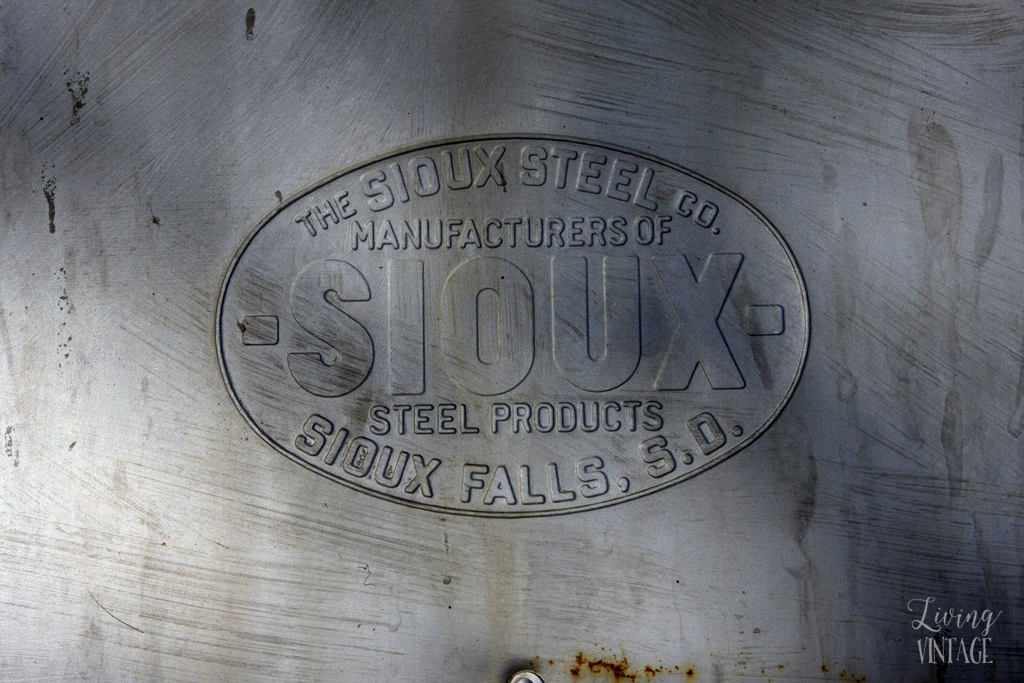 THE SIOUX STEEL CO.
MANUFACTURERS OF
-SIOUX-
STEEL PRODUCTS
SIOUX FALLS, S.D.
Living
VINTAGE